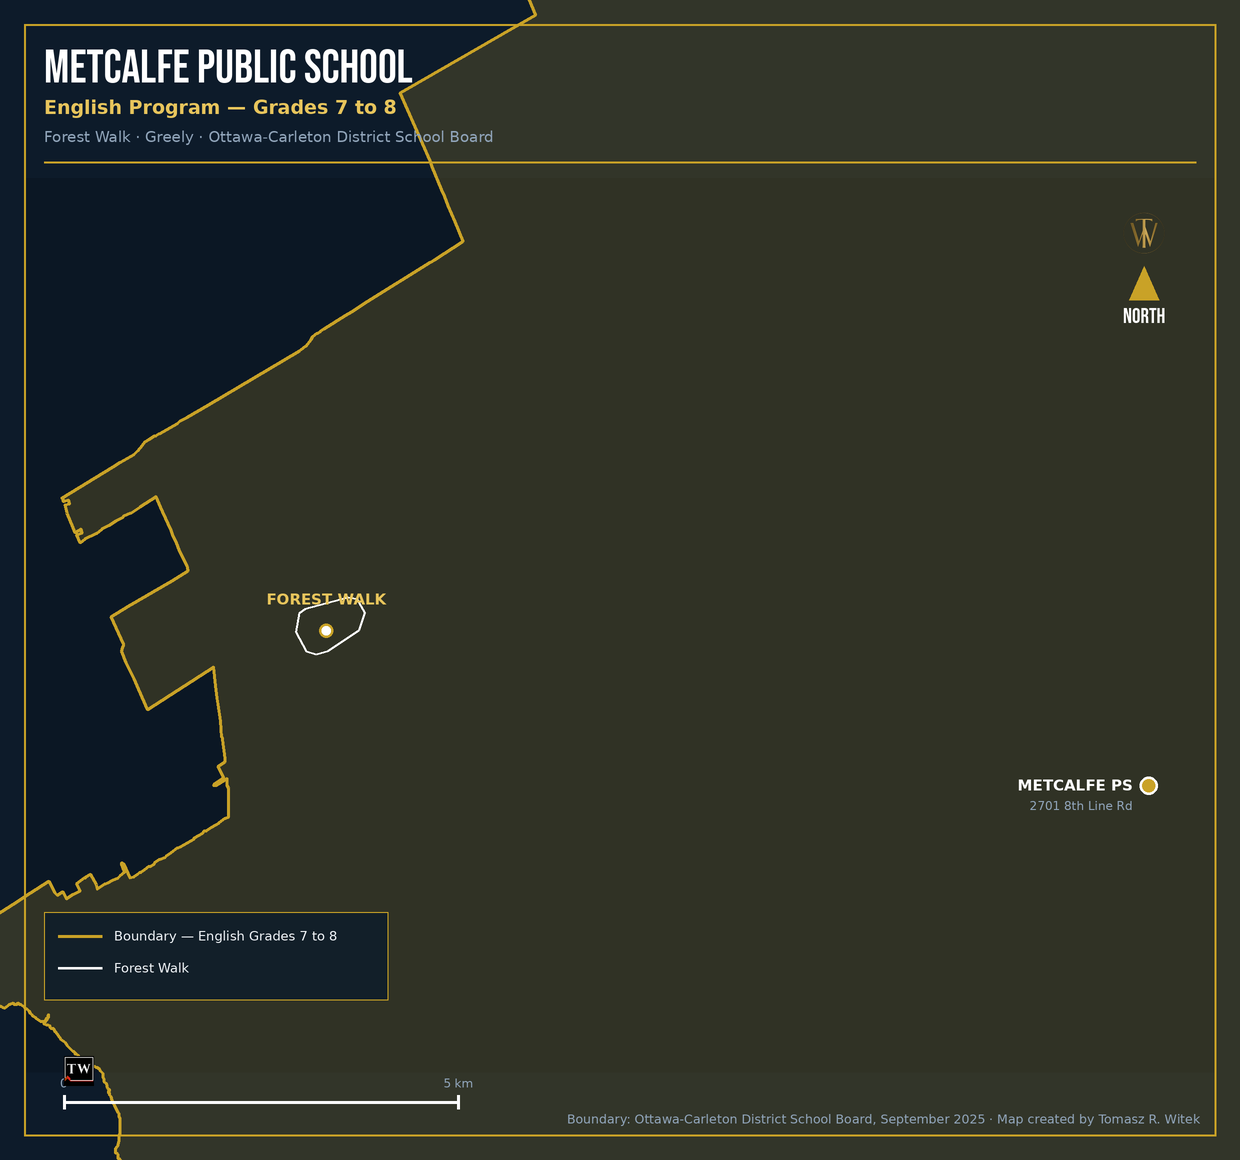 METCALFE PUBLIC SCHOOL
English Program — Grades 7 to 8
Forest Walk · Greely · Ottawa-Carleton District School Board
TW
NORTH
FOREST WALK
METCALFE PS
2701 8th Line Rd
Boundary — English Grades 7 to 8
Forest Walk
TW
0
5 km
Boundary: Ottawa-Carleton District School Board, September 2025 · Map created by Tomasz R. Witek